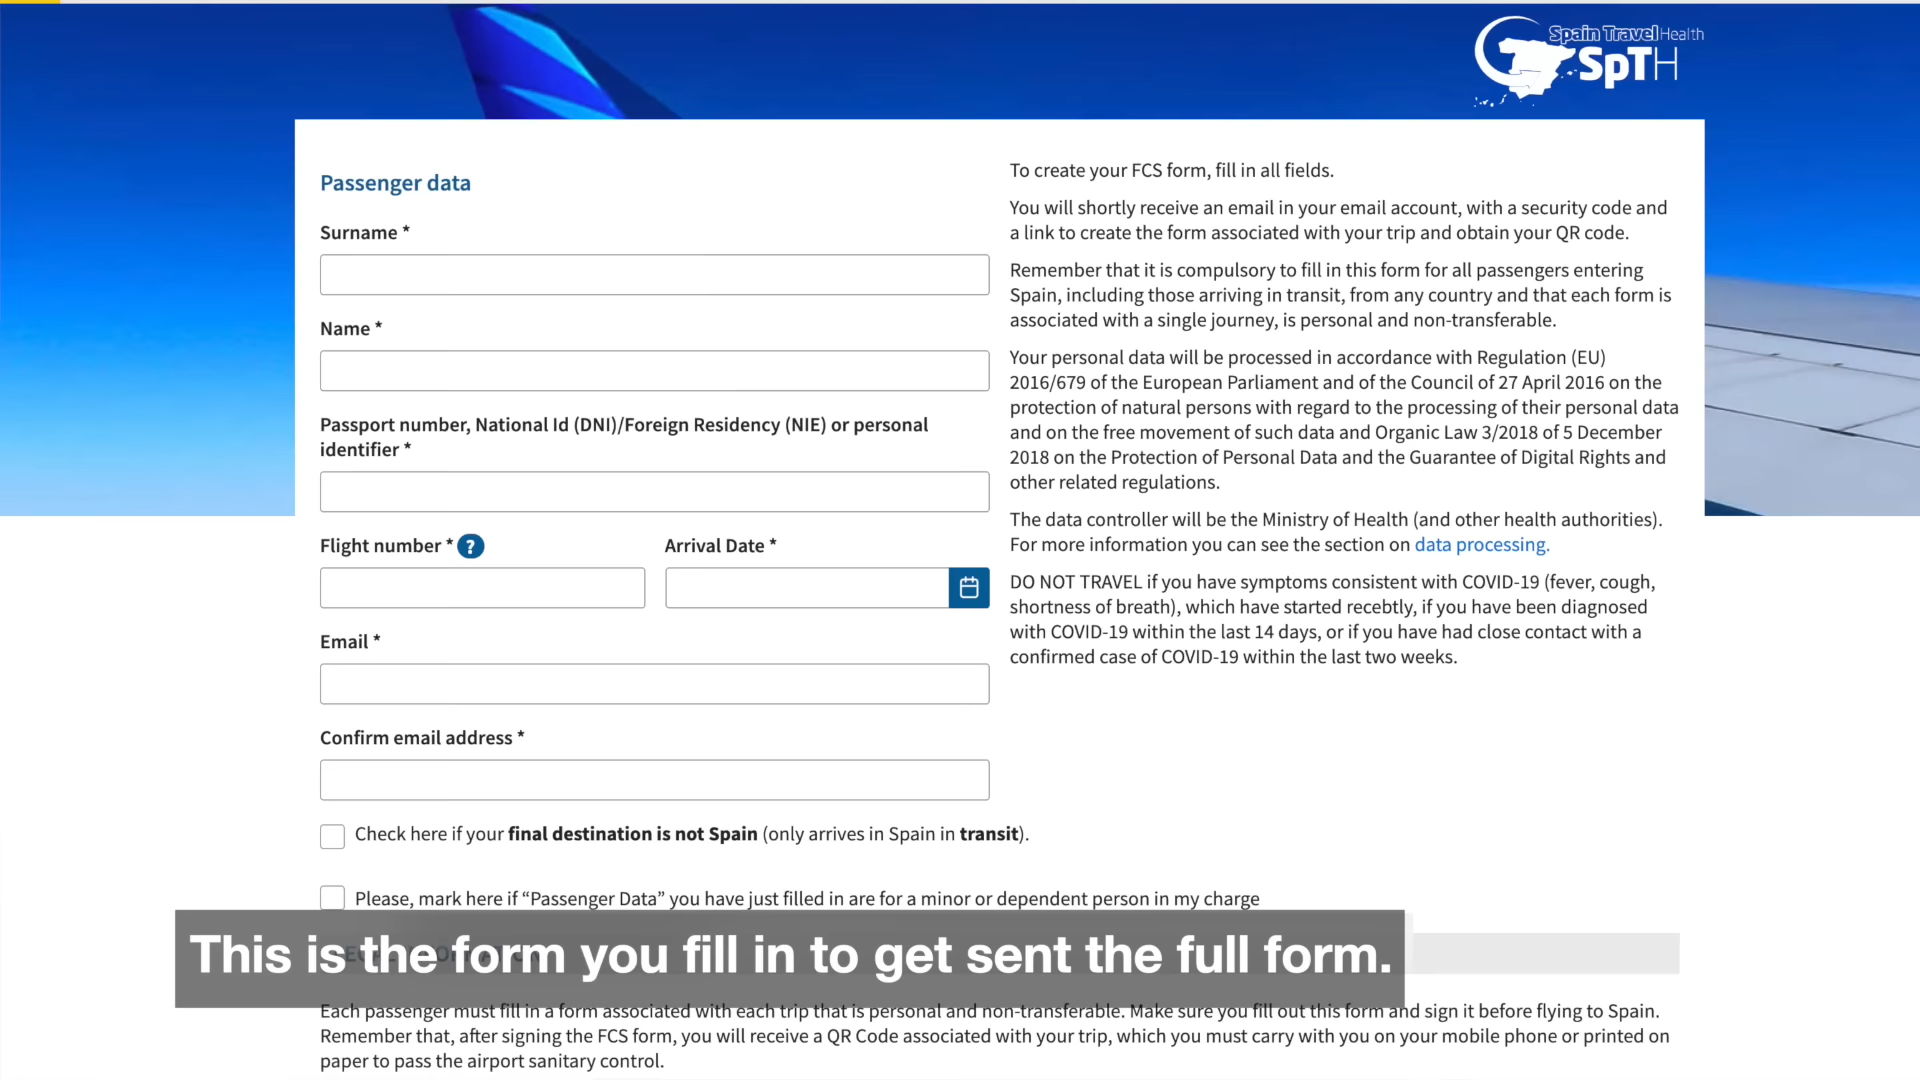 Spain Travel Health
SpTH
Passenger data
Surname *
Name *
Passport number, National Id (DNI)/Foreign Residency (NIE) or personal
identifier *
Flight number * ?
Arrival Date *
Email *
Confirm email address *
Check here if your final destination is not Spain (only arrives in Spain in transit).
Please, mark here if “Passenger Data” you have just filled in are for a minor or dependent person in my charge
To create your FCS form, fill in all fields.
You will shortly receive an email in your email account, with a security code and
a link to create the form associated with your trip and obtain your QR code.
Remember that it is compulsory to fill in this form for all passengers entering
Spain, including those arriving in transit, from any country and that each form is
associated with a single journey, is personal and non-transferable.
Your personal data will be processed in accordance with Regulation (EU)
2016/679 of the European Parliament and of the Council of 27 April 2016 on the
protection of natural persons with regard to the processing of their personal data
and on the free movement of such data and Organic Law 3/2018 of 5 December
2018 on the Protection of Personal Data and the Guarantee of Digital Rights and
other related regulations.
The data controller will be the Ministry of Health (and other health authorities).
For more information you can see the section on data processing.
DO NOT TRAVEL if you have symptoms consistent with COVID-19 (fever, cough,
shortness of breath), which have started recebtly, if you have been diagnosed
with COVID-19 within the last 14 days, or if you have had close contact with a
confirmed case of COVID-19 within the last two weeks.
This is the form you fill in to get sent the full form.
Each passenger must fill in a form associated with each trip that is personal and non-transferable. Make sure you fill out this form and sign it before flying to Spain.
Remember that, after signing the FCS form, you will receive a QR Code associated with your trip, which you must carry with you on your mobile phone or printed on
paper to pass the airport sanitary control.